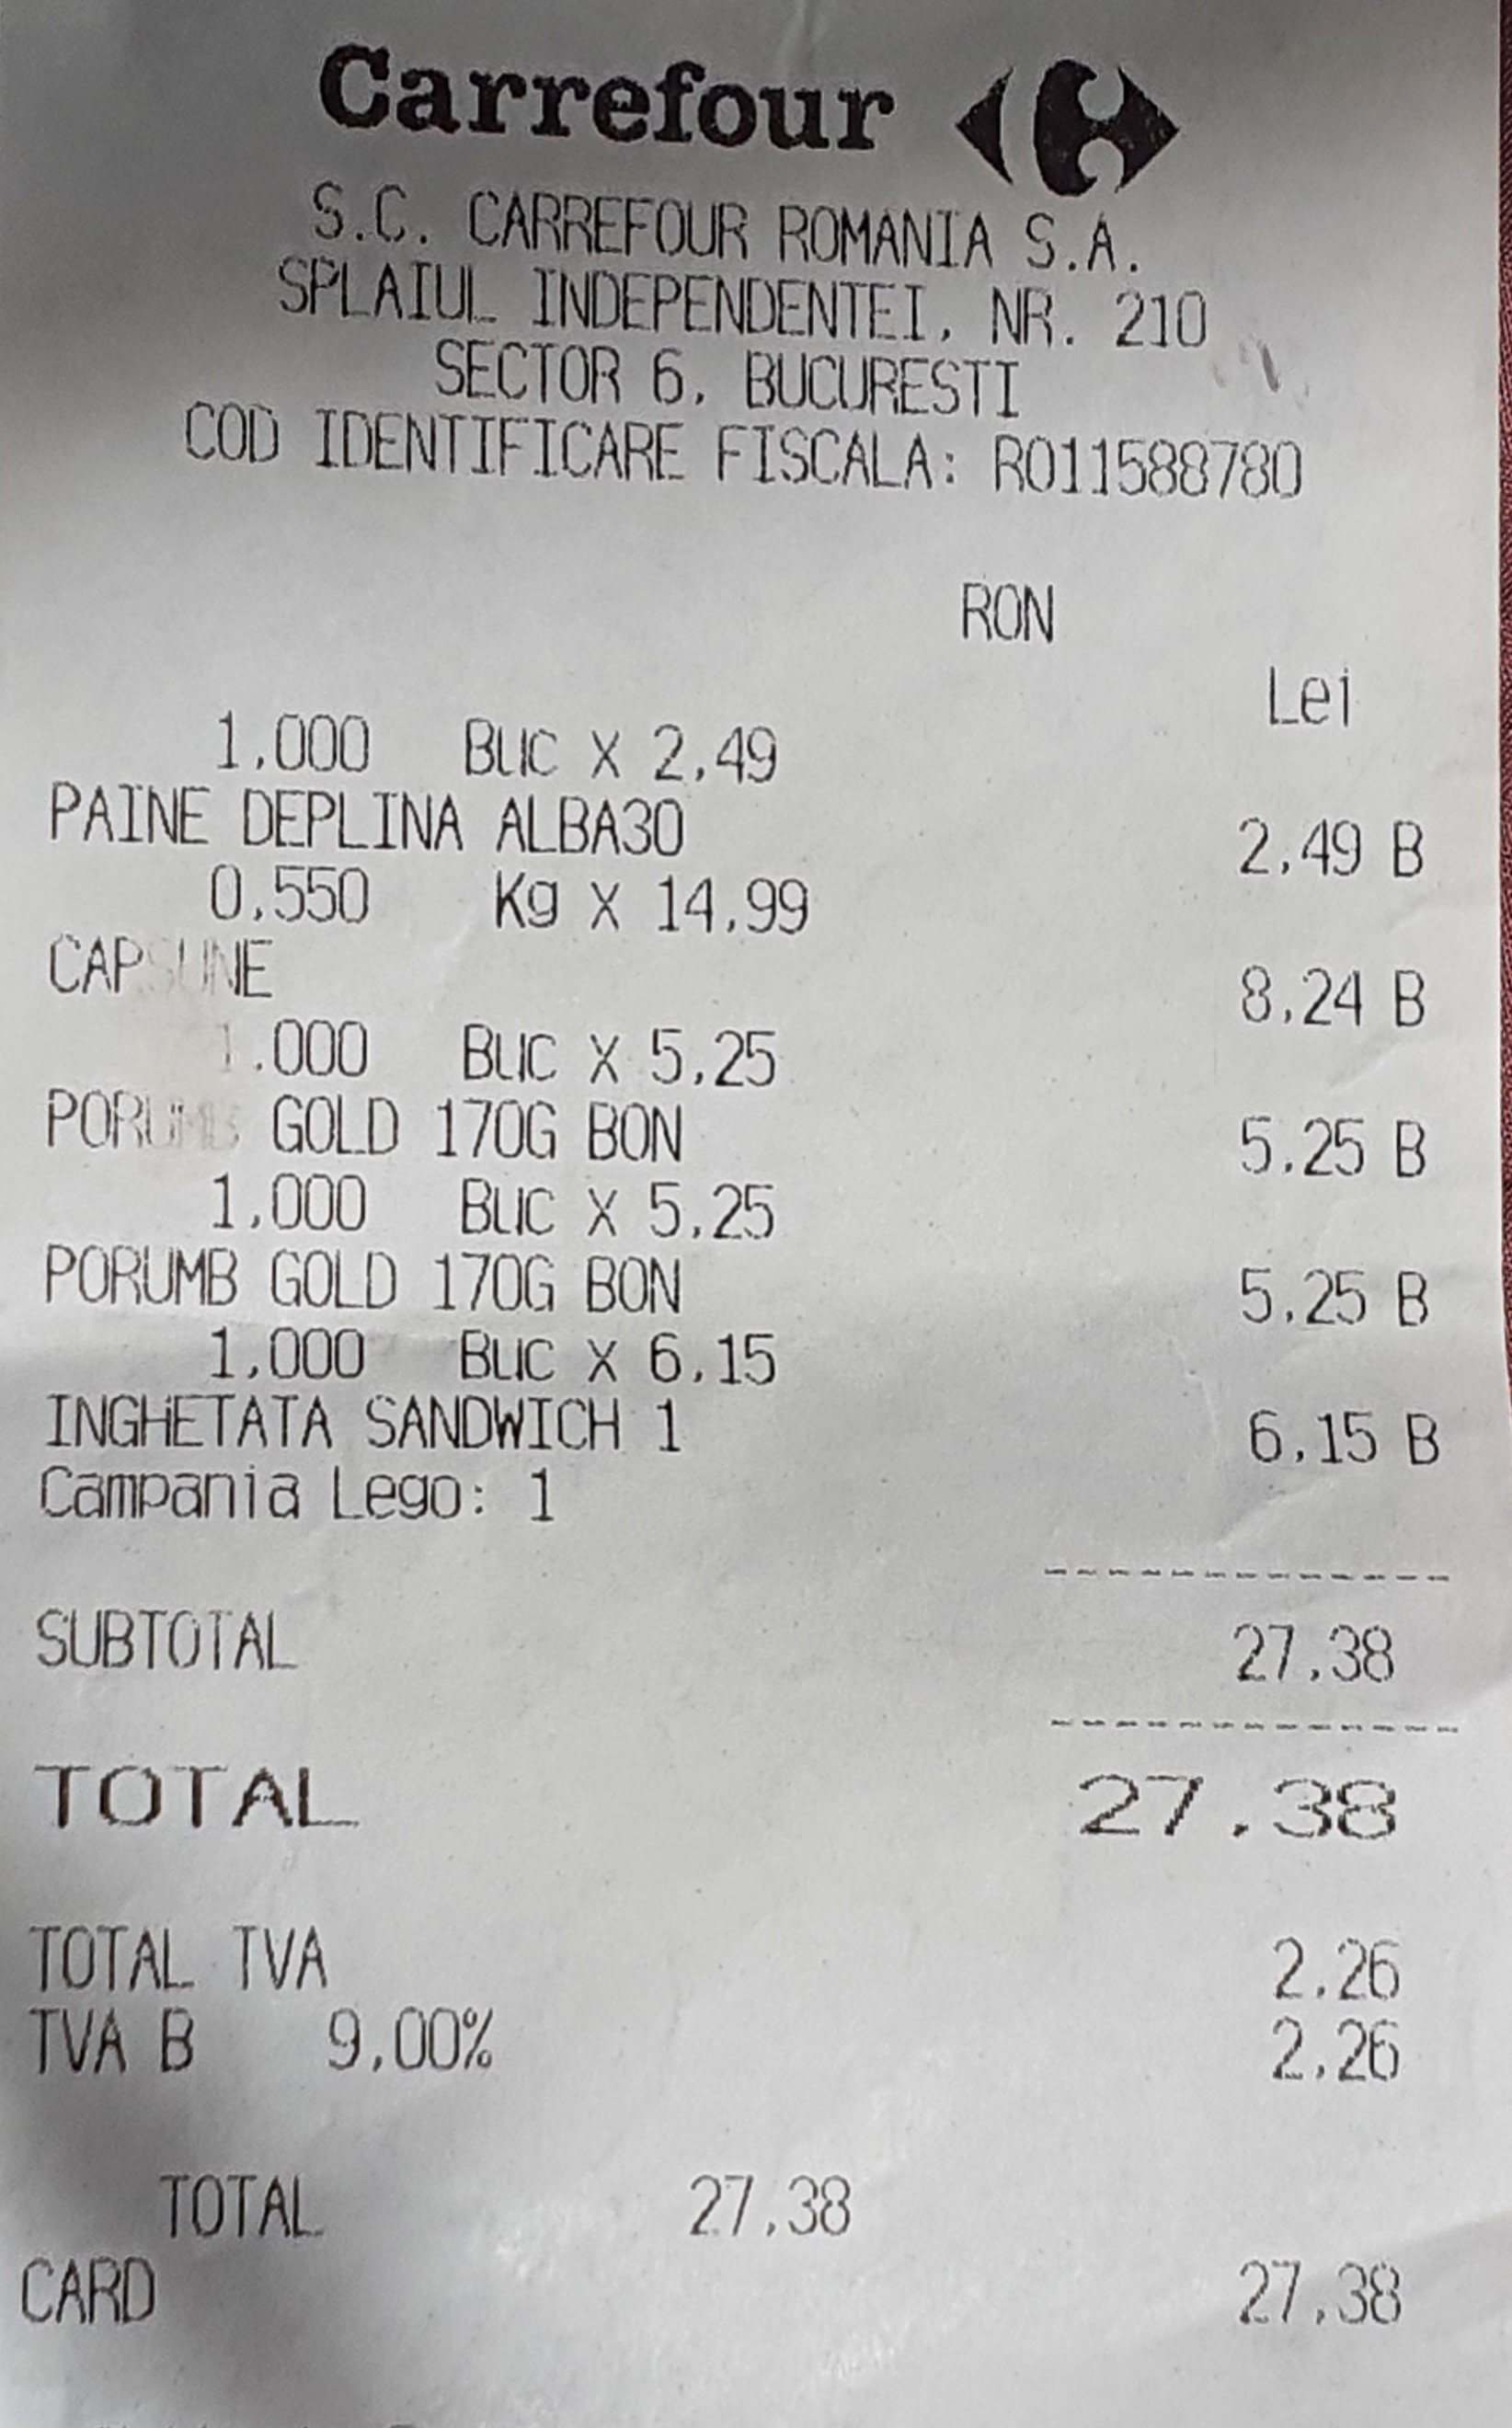 Carrefour
S.C. CARREFOUR ROMANIA S.A.
SPLAIUL INDEPENDENTEI, NR. 210
SECTOR 6, BUCURESTI
COD IDENTIFICARE FISCALA: RO11588780
RON
Lei
1.000 Buc X 2.49
PAINE DEPLINA ALBA30 2.49 B
0.550 Kg X 14.99
CAPSUNE 8.24 B
1.000 Buc X 5.25
PORUMB GOLD 170G BON 5.25 B
1.000 Buc X 5.25
PORUMB GOLD 170G BON 5.25 B
1.000 Buc X 6.15
INGHETATA SANDWICH 1 6.15 B
Campania Lego: 1
SUBTOTAL 27.38
TOTAL 27.38
TOTAL TVA 2.26
TVA B 9.00% 2.26
TOTAL 27.38
CARD 27.38